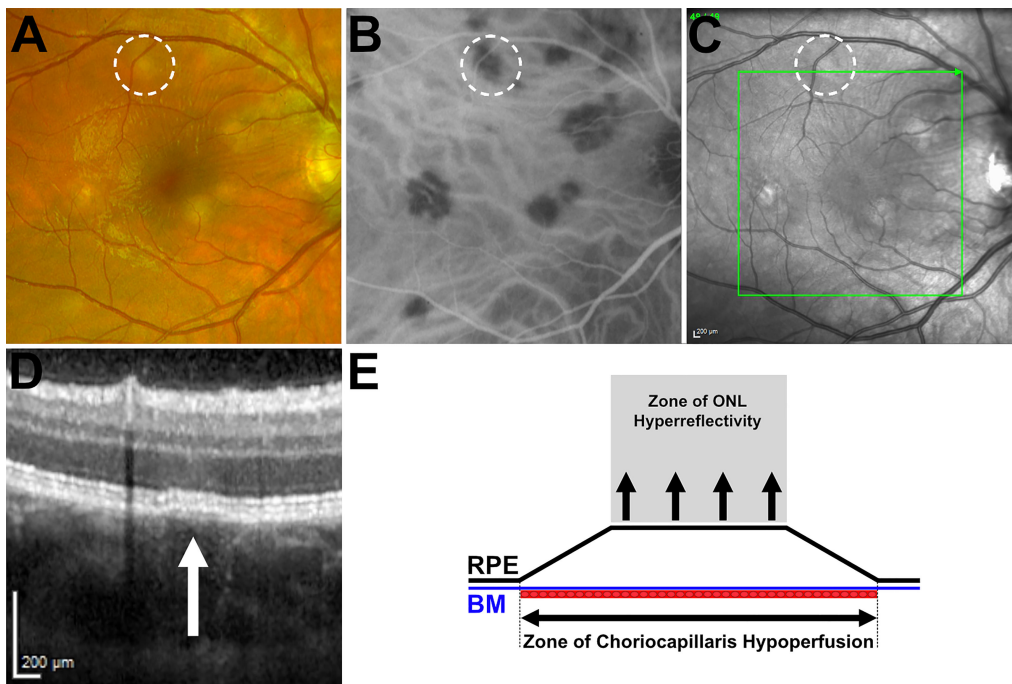 A
B
C
200 µm
D
200 µm
E
Zone of ONL
Hyperreflectivity
RPE
BM
Zone of Choriocapillaris Hypoperfusion